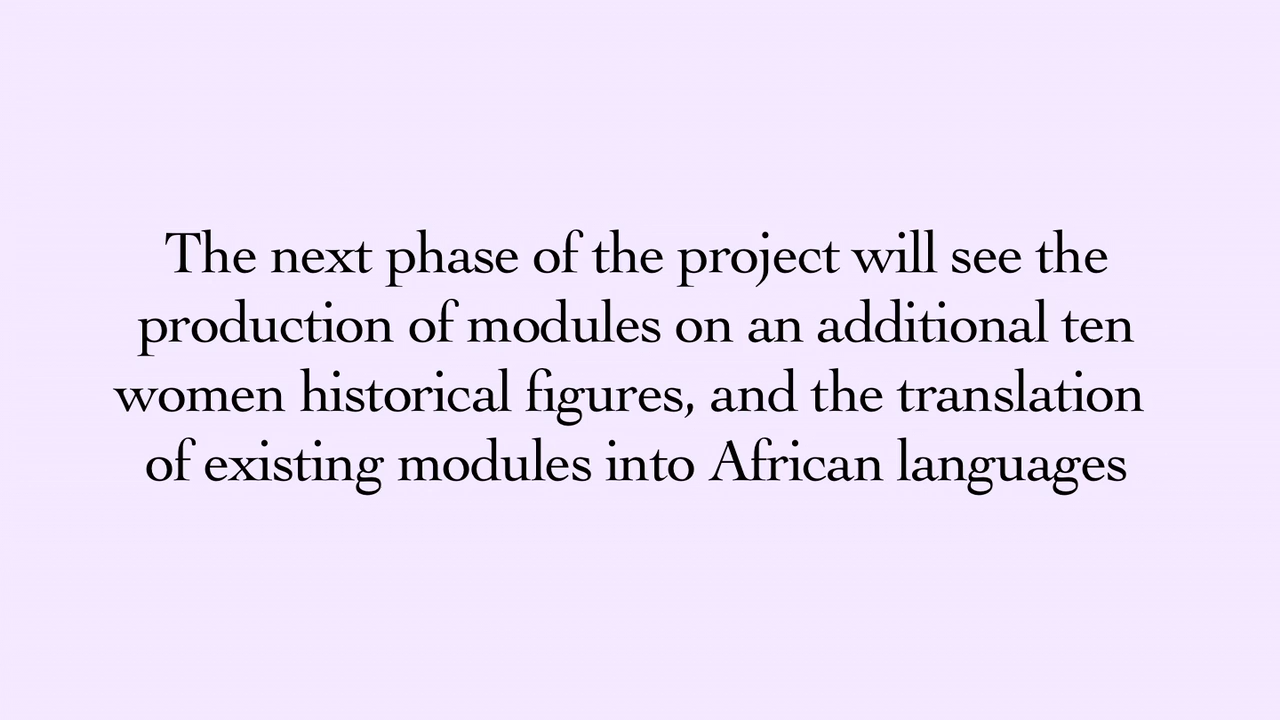 The next phase of the project will see the
production of modules on an additional ten
women historical figures, and the translation
of existing modules into African languages